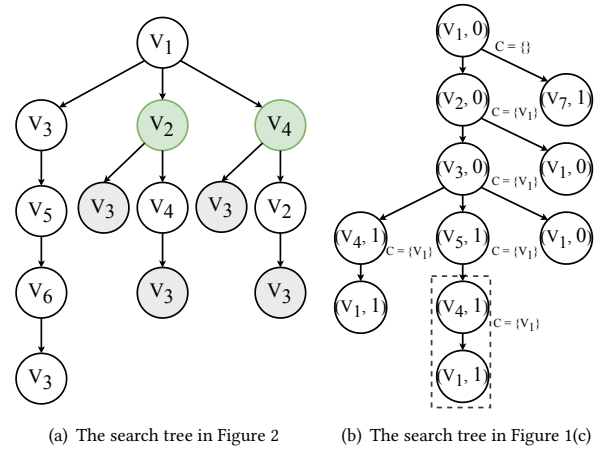 V1
V3 V2 V4
V5 V3 V4 V3 V2
V6 V3 V3
V3
(a) The search tree in Figure 2
(V1, 0)
C = {}
(V2, 0) (V7, 1)
C = {V1}
(V3, 0) (V1, 0)
C = {V1}
(V4, 1) (V5, 1) (V1, 0)
C = {V1} C = {V1}
(V1, 1) (V4, 1)
C = {V1}
(V1, 1)
(b) The search tree in Figure 1(c)